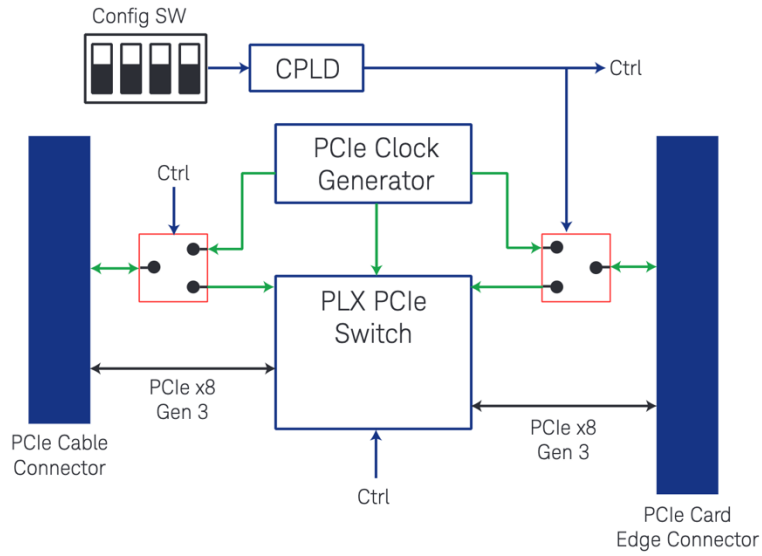 Config SW
CPLD
Ctrl
PCIe Clock
Generator
Ctrl
PLX PCIe
Switch
PCIe x8
Gen 3
PCIe x8
Gen 3
PCIe Cable
Connector
Ctrl
PCIe Card
Edge Connector